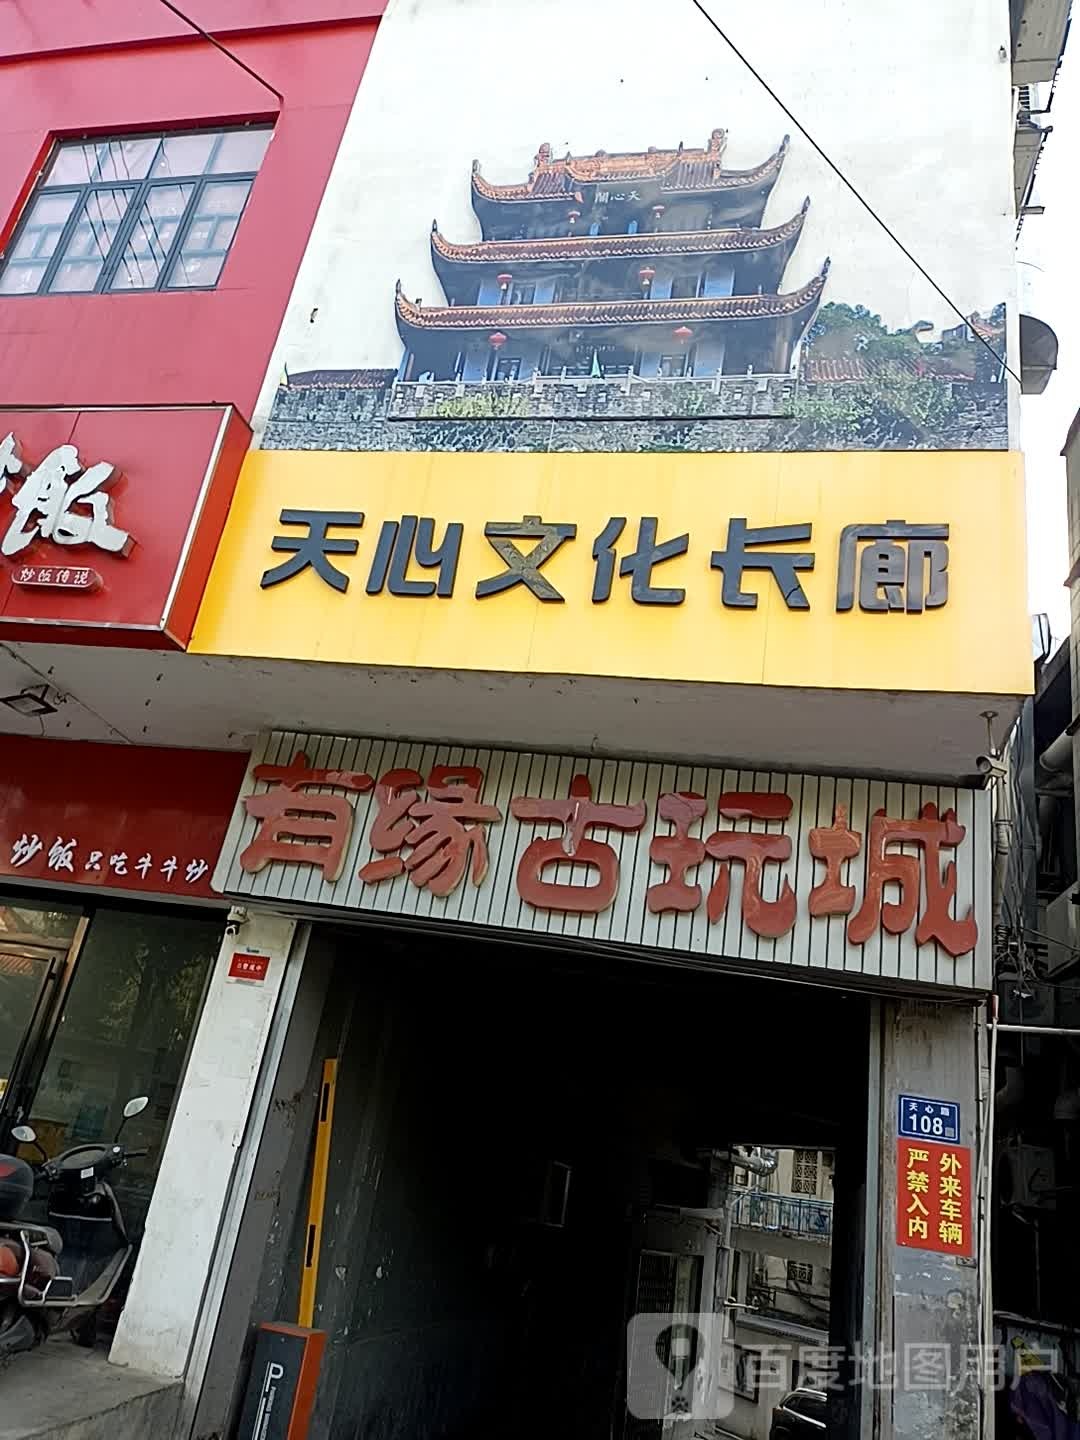 閣心天
饭
炒饭传说
天心文化长廊
有缘古玩城
炒饭只吃牛牛炒
天心路
108
外来车辆
严禁入内
P
百度地图用户